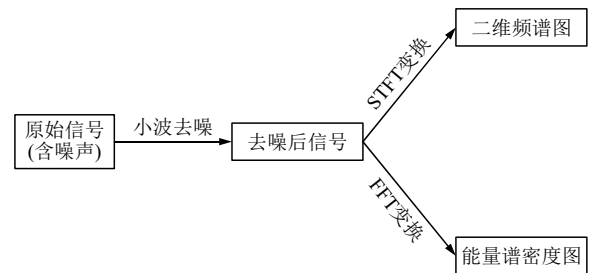 二维频谱图
STFT变换
原始信号
(含噪声)
小波去噪
去噪后信号
FFT变换
能量谱密度图